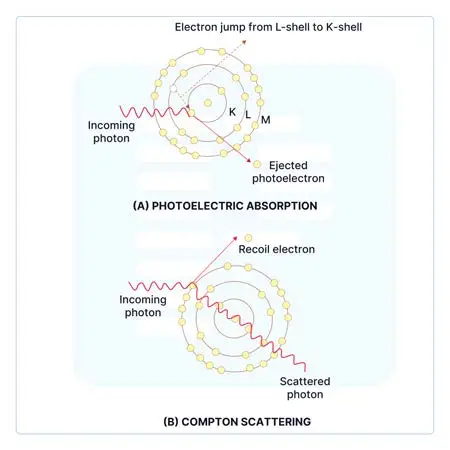 Electron jump from L-shell to K-shell
K
L
M
Incoming
photon
Ejected
photoelectron
(A) PHOTOELECTRIC ABSORPTION
Recoil electron
Incoming
photon
Scattered
photon
(B) COMPTON SCATTERING